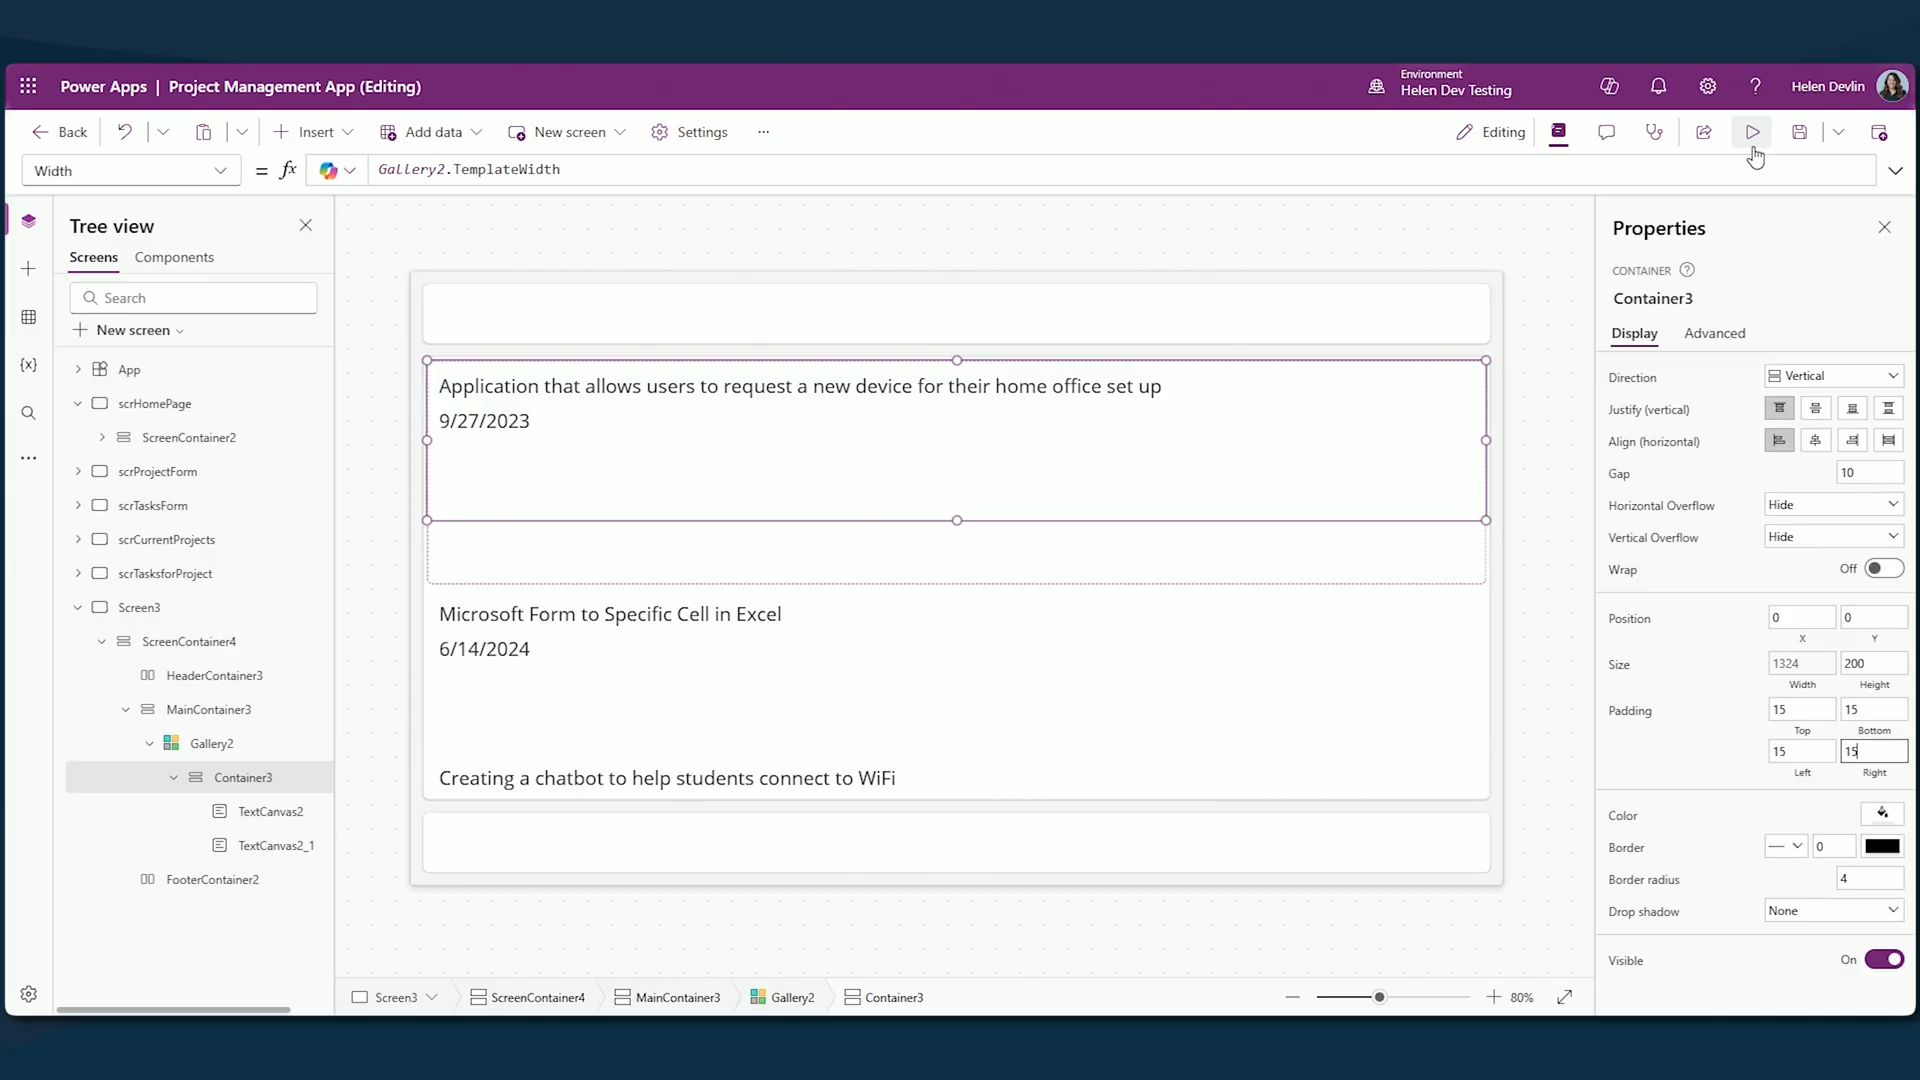 Power Apps | Project Management App (Editing)
Environment
Helen Dev Testing
Helen Devlin
Back
Insert
Add data
New screen
Settings
Editing
Width
= fx
Gallery2.TemplateWidth
Tree view
Screens
Components
Search
New screen
App
scrHomePage
ScreenContainer2
scrProjectForm
scrTasksForm
scrCurrentProjects
scrTasksforProject
Screen3
ScreenContainer4
HeaderContainer3
MainContainer3
Gallery2
Container3
TextCanvas2
TextCanvas2_1
FooterContainer2
Application that allows users to request a new device for their home office set up
9/27/2023
Microsoft Form to Specific Cell in Excel
6/14/2024
Creating a chatbot to help students connect to WiFi
Screen3
ScreenContainer4
MainContainer3
Gallery2
Container3
80%
Properties
CONTAINER
Container3
Display
Advanced
Direction
Vertical
Justify (vertical)
Align (horizontal)
Gap
10
Horizontal Overflow
Hide
Vertical Overflow
Hide
Wrap
Off
Position
0
0
X
Y
Size
1324
200
Width
Height
Padding
15
15
Top
Bottom
15
15
Left
Right
Color
Border
0
Border radius
4
Drop shadow
None
Visible
On